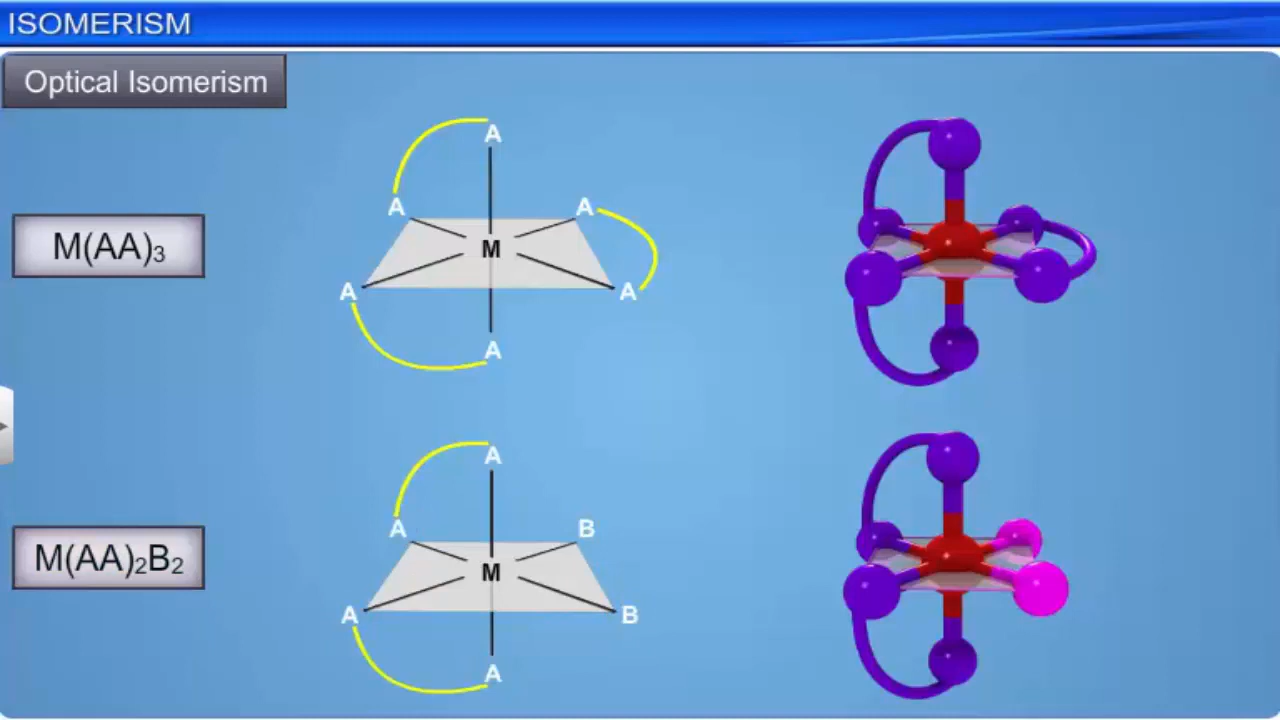 ISOMERISM
Optical Isomerism
M(AA)₃
A
A A
M
A A
A
M(AA)₂B₂
A
A B
M
A B
A